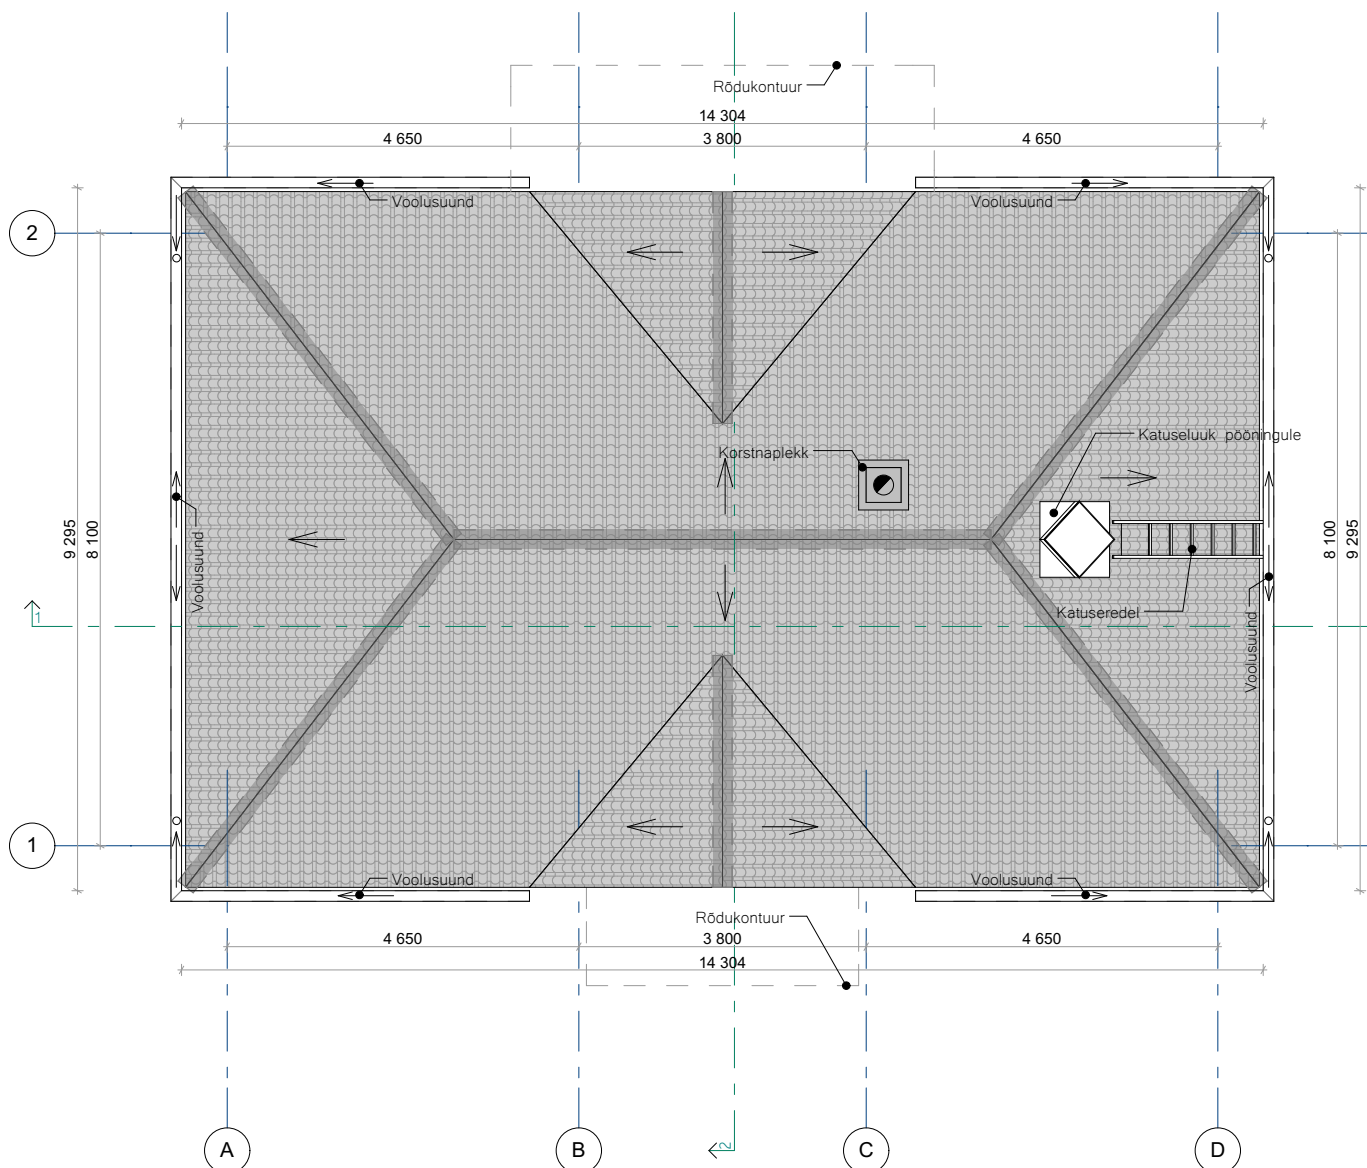 Rõdukontuur
14 304
4 650
3 800
4 650
Voolusuund
Voolusuund
2
9 295
8 100
Korstnaplekk
Katuseluuk pööningule
Voolusuund
8 100
9 295
1
Katuseredel
Voolusuund
1
Voolusuund
Voolusuund
Rõdukontuur
4 650
3 800
4 650
14 304
A
B
2
C
D